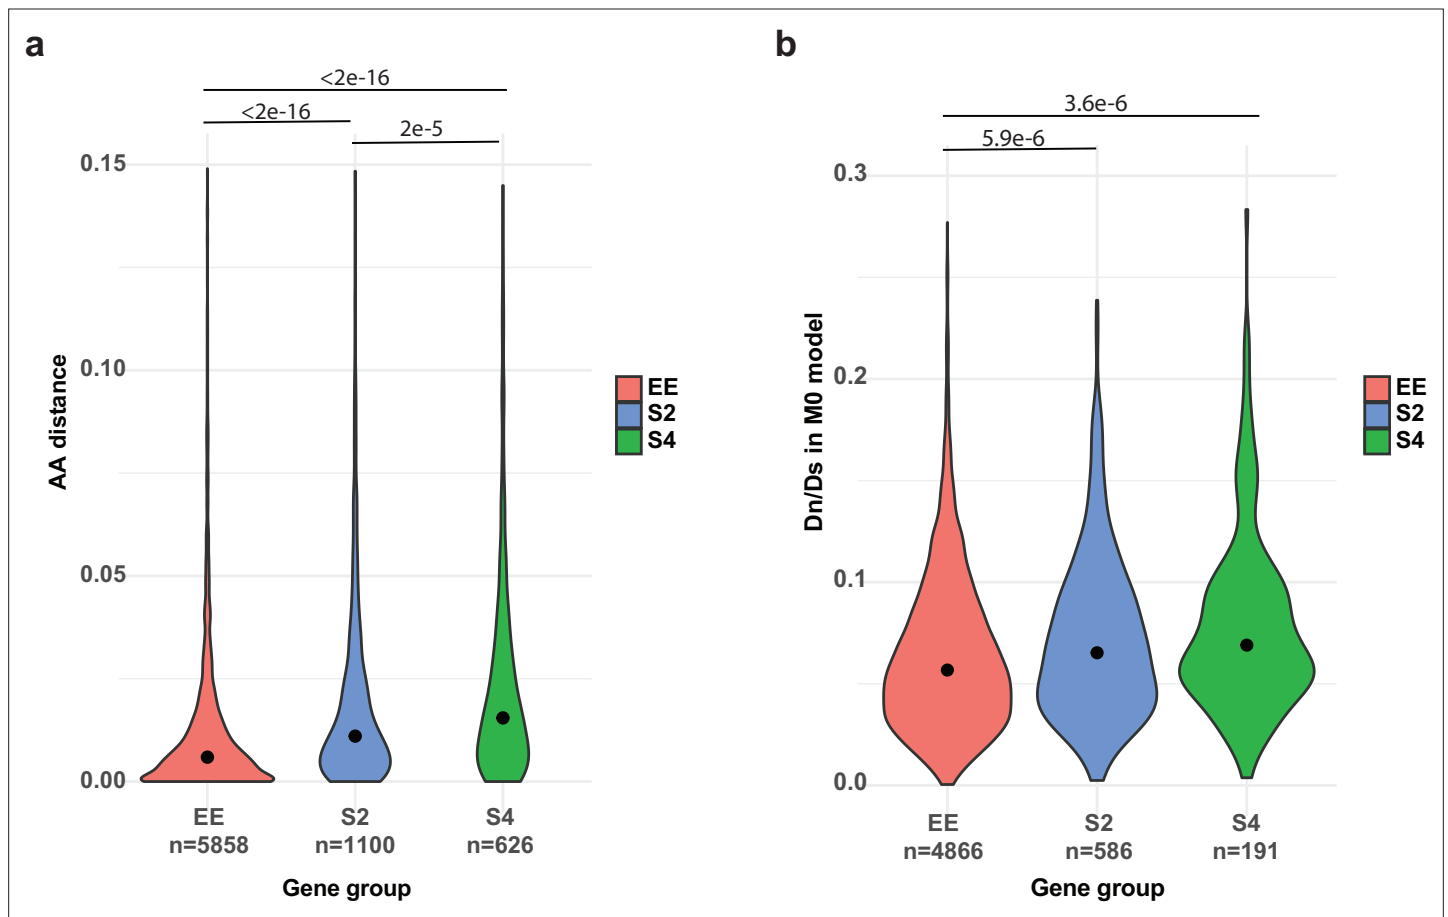 a
<2e-16
<2e-16
2e-5
0.15
0.10
0.05
0.00
AA distance
EE
S2
S4
EE S2 S4
n=5858 n=1100 n=626
Gene group
b
3.6e-6
5.9e-6
0.3
0.2
0.1
0.0
Dn/Ds in M0 model
EE
S2
S4
EE S2 S4
n=4866 n=586 n=191
Gene group